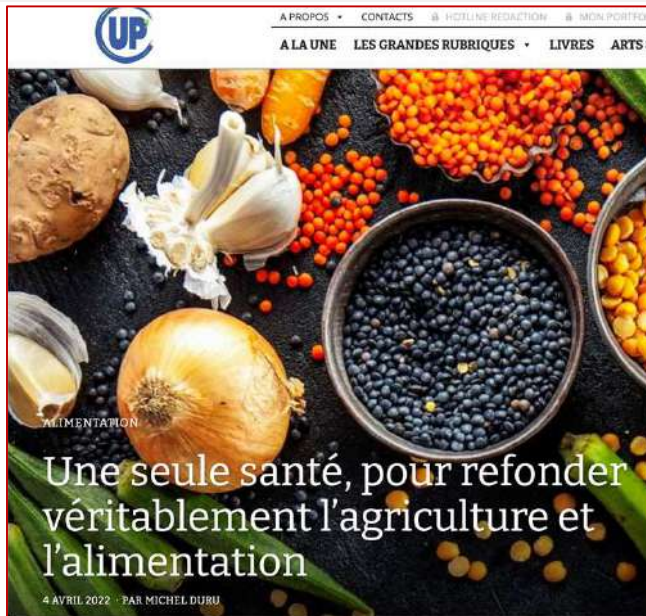 UP
A PROPOS
CONTACTS
HOTLINE REDACTION
MON PORTFO
A LA UNE
LES GRANDES RUBRIQUES
LIVRES
ARTS
ALIMENTATION
Une seule santé, pour refonder
véritablement l'agriculture et
l'alimentation
4 AVRIL 2022 · PAR MICHEL DURU